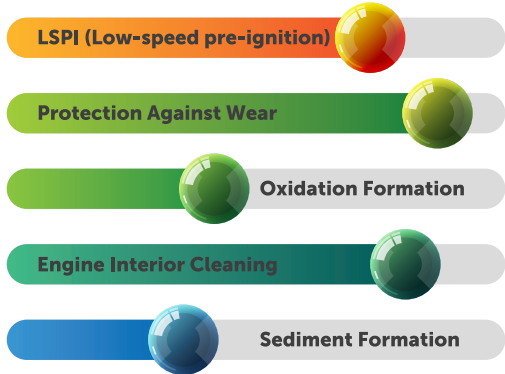 LSPI (Low-speed pre-ignition)
Protection Against Wear
Oxidation Formation
Engine Interior Cleaning
Sediment Formation